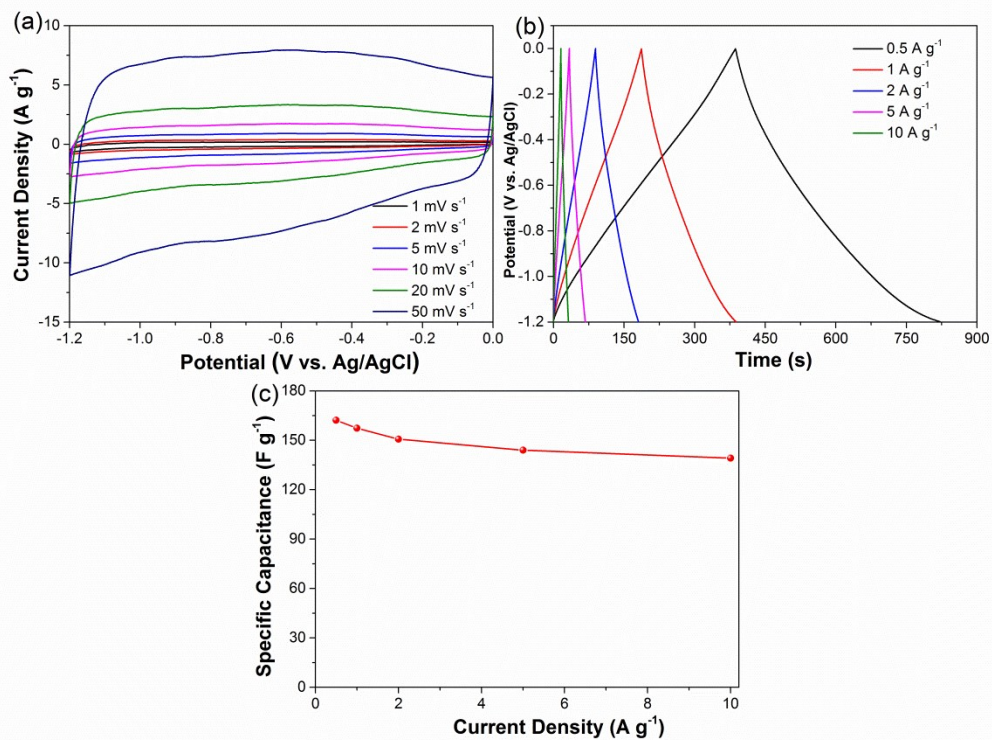 (a)
Current Density (A g⁻¹)
10
5
0
-5
-10
-15
-1.2 -1.0 -0.8 -0.6 -0.4 -0.2 0.0
Potential (V vs. Ag/AgCl)
1 mV s⁻¹
2 mV s⁻¹
5 mV s⁻¹
10 mV s⁻¹
20 mV s⁻¹
50 mV s⁻¹
(b)
Potential (V vs. Ag/AgCl)
0.0
-0.2
-0.4
-0.6
-0.8
-1.0
-1.2
0 150 300 450 600 750 900
Time (s)
0.5 A g⁻¹
1 A g⁻¹
2 A g⁻¹
5 A g⁻¹
10 A g⁻¹
(c)
Specific Capacitance (F g⁻¹)
180
150
120
90
60
30
0
0 2 4 6 8 10
Current Density (A g⁻¹)